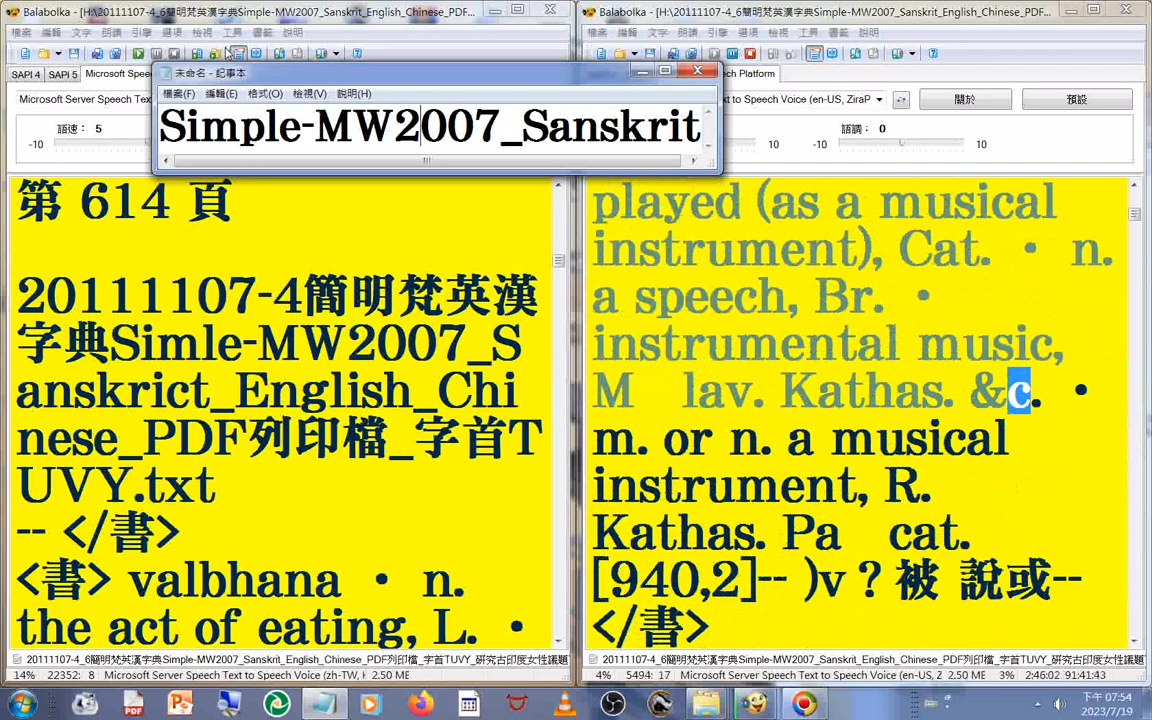 Balabolka - [H:\20111107-4_6簡明梵英漢字典Simple-MW2007_Sanskrit_English_Chinese_PDF...
檔案 編輯 文字 朗讀 引擎 選項 檢視 工具 書籤 說明
SAPI 4 SAPI 5 Microsoft Spee
Microsoft Server Speech Text
語速： 5
-10
第 614 頁
20111107-4簡明梵英漢
字典Simle-MW2007_S
anskrict_English_Chi
nese_PDF列印檔_字首T
UVY.txt
-- </書>
<書> valbhana • n.
the act of eating, L. •
20111107-4_6簡明梵英漢字典Simple-MW2007_Sanskrit_English_Chinese_PDF列印檔_字首TUVY_研究古印度女性議題
14% 22352: 8 Microsoft Server Speech Text to Speech Voice (zh-TW, 2.50 MB
未命名 - 記事本
檔案(F) 編輯(E) 格式(O) 檢視(V) 說明(H)
Simple-MW2007_Sanskrit
Balabolka - [H:\20111107-4_6簡明梵英漢字典Simple-MW2007_Sanskrit_English_Chinese_PDF...
檔案 編輯 文字 朗讀 引擎 選項 檢視 工具 書籤 說明
ch Platform
t to Speech Voice (en-US, ZiraP 關於 預設
語調： 0
10 -10 10
played (as a musical
instrument), Cat. • n.
a speech, Br. •
instrumental music,
M lav. Kathas. &c. •
m. or n. a musical
instrument, R.
Kathas. Pa cat.
[940,2]-- )v ? 被 說或--
</書>
20111107-4_6簡明梵英漢字典Simple-MW2007_Sanskrit_English_Chinese_PDF列印檔_字首TUVY_研究古印度女性議題
4% 5494: 17 Microsoft Server Speech Text to Speech Voice (en-US, 2.50 MB 3% 2:46:02 91:41:43
下午 07:54
2023/7/19